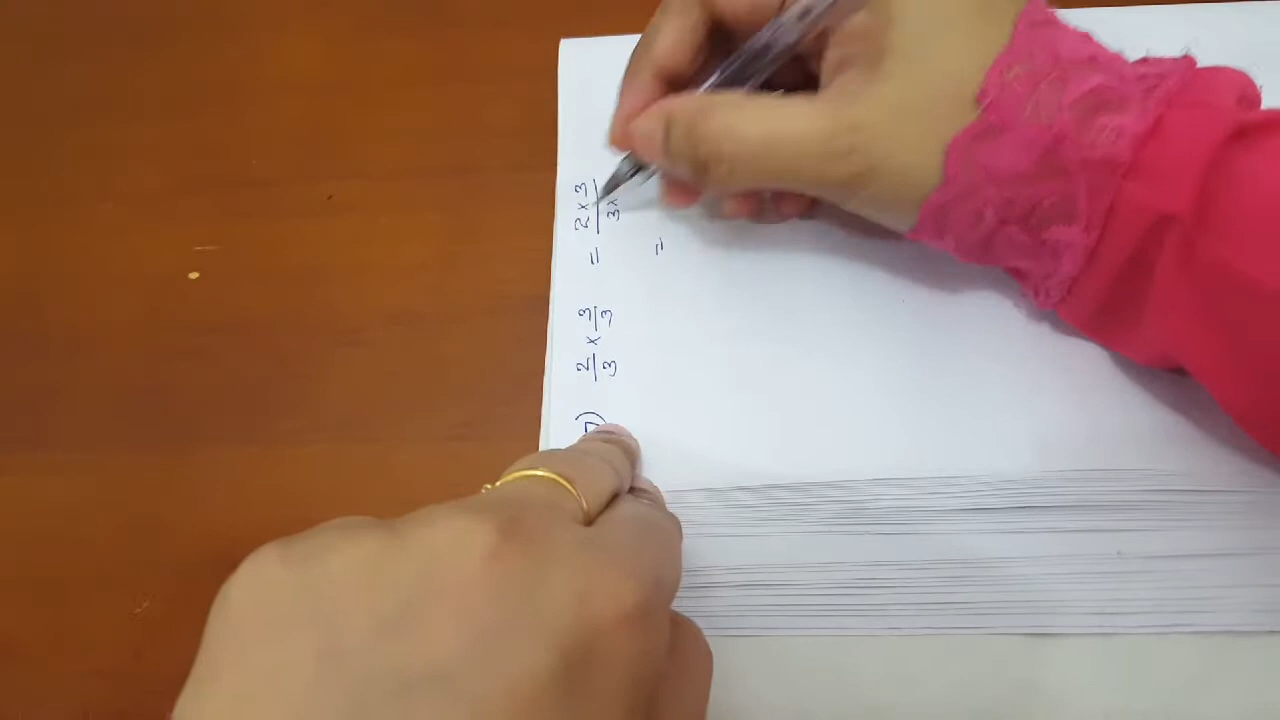 7) 2/3 × 3/3 = 2 × 3 / 3 ×
=